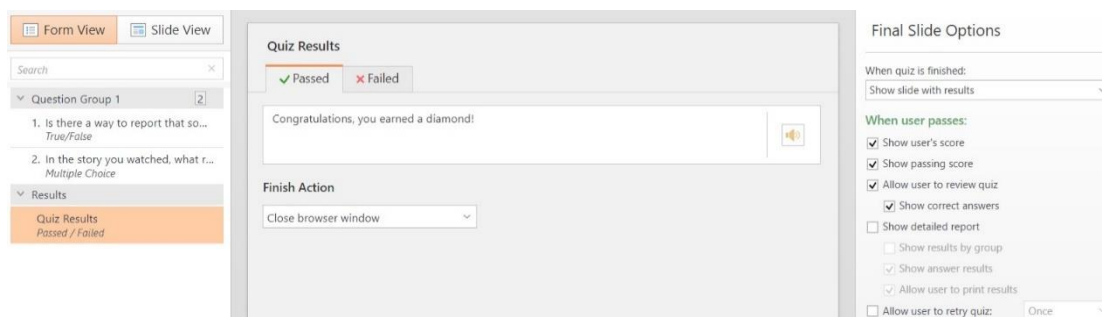 Form View
Slide View
Search
Question Group 1
2
1. Is there a way to report that so...
True/False
2. In the story you watched, what r...
Multiple Choice
Results
Quiz Results
Passed / Failed
Quiz Results
Passed
Failed
Congratulations, you earned a diamond!
Finish Action
Close browser window
Final Slide Options
When quiz is finished:
Show slide with results
When user passes:
Show user's score
Show passing score
Allow user to review quiz
Show correct answers
Show detailed report
Show results by group
Show answer results
Allow user to print results
Allow user to retry quiz:
Once